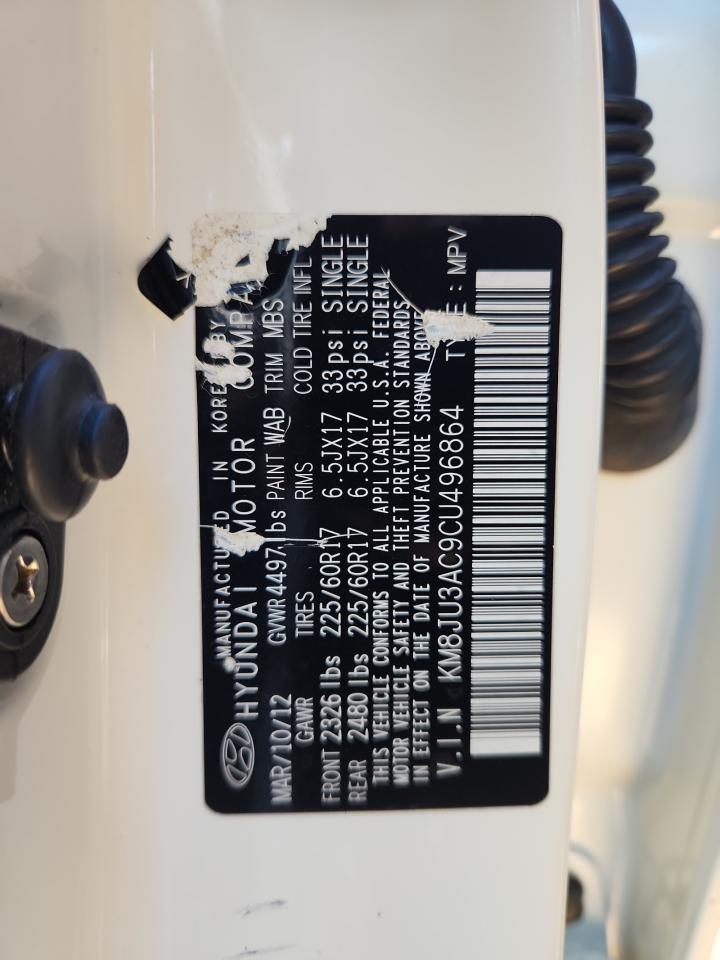 MANUFACTURED IN KOREA BY
HYUNDAI MOTOR COMPA
MAR/10/12 GVWR 4497 lbs PAINT WAB TRIM MBS
GAWR TIRES RIMS COLD TIRE INFL
FRONT 2326 lbs 225/60R17 6.5JX17 33psi SINGLE
REAR 2480 lbs 225/60R17 6.5JX17 33psi SINGLE
THIS VEHICLE CONFORMS TO ALL APPLICABLE U.S.A. FEDERAL
MOTOR VEHICLE SAFETY AND THEFT PREVENTION STANDARDS
IN EFFECT ON THE DATE OF MANUFACTURE SHOWN ABOVE
V.I.N KM8JU3AC9CU496864 TYPE : MPV